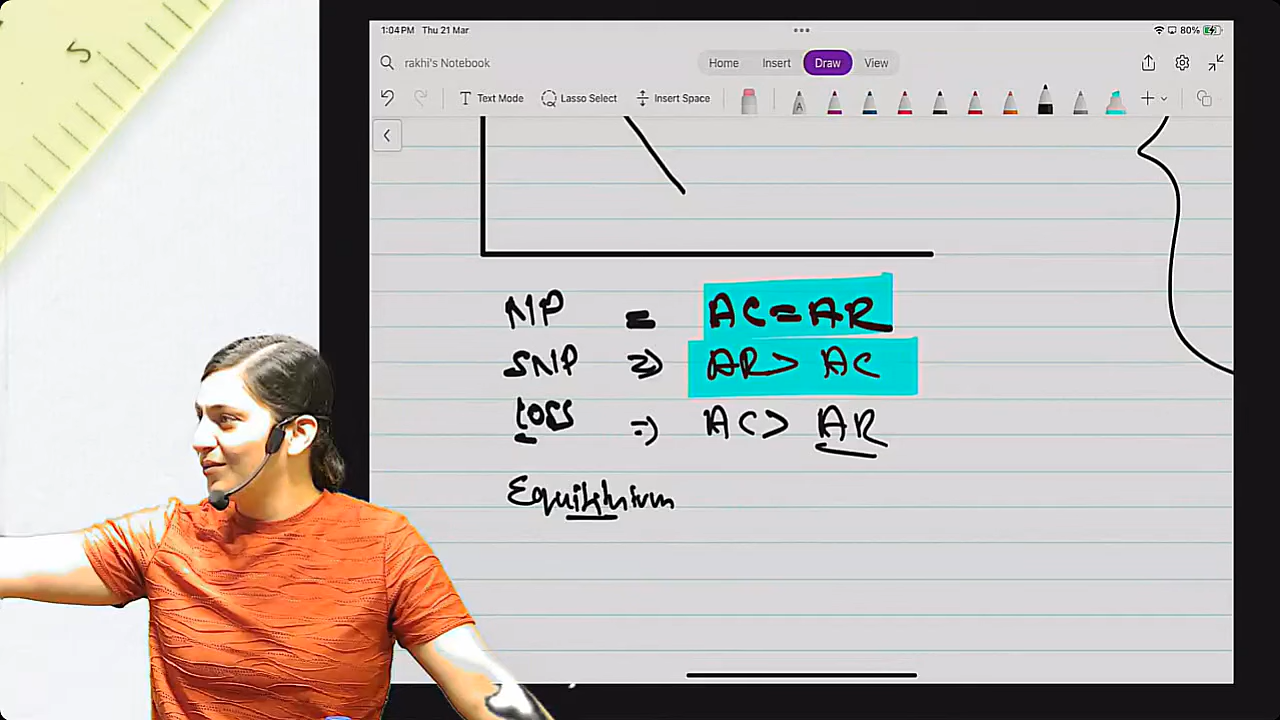 5
1:04 PM Thu 21 Mar 80%
rakhi's Notebook Home Insert Draw View
Text Mode Lasso Select Insert Space A
NP = AC = AR
SNP => AR > AC
Loss => AC > AR
Equilibrium